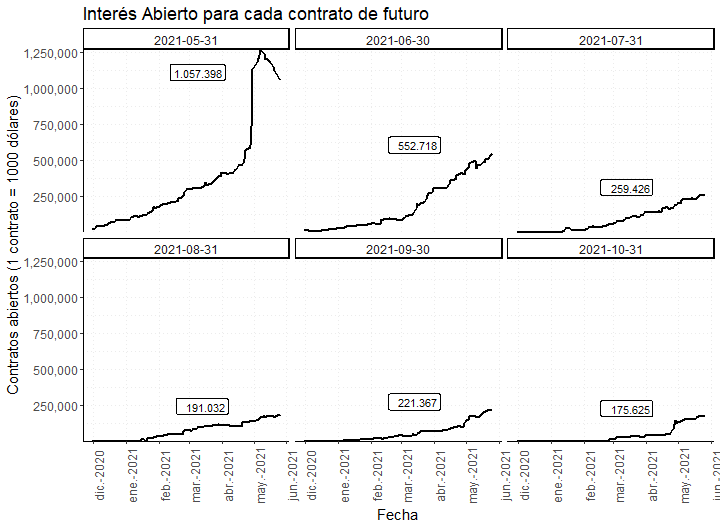 Interés Abierto para cada contrato de futuro
Contratos abiertos (1 contrato = 1000 dólares)
2021-05-31
2021-06-30
2021-07-31
1,250,000
1,000,000
750,000
500,000
250,000
1.057.398
552.718
259.426
2021-08-31
2021-09-30
2021-10-31
1,250,000
1,000,000
750,000
500,000
250,000
191.032
221.367
175.625
dic.-2020
ene.-2021
feb.-2021
mar.-2021
abr.-2021
may.-2021
jun.-2021
dic.-2020
ene.-2021
feb.-2021
mar.-2021
abr.-2021
may.-2021
jun.-2021
dic.-2020
ene.-2021
feb.-2021
mar.-2021
abr.-2021
may.-2021
jun.-2021
Fecha